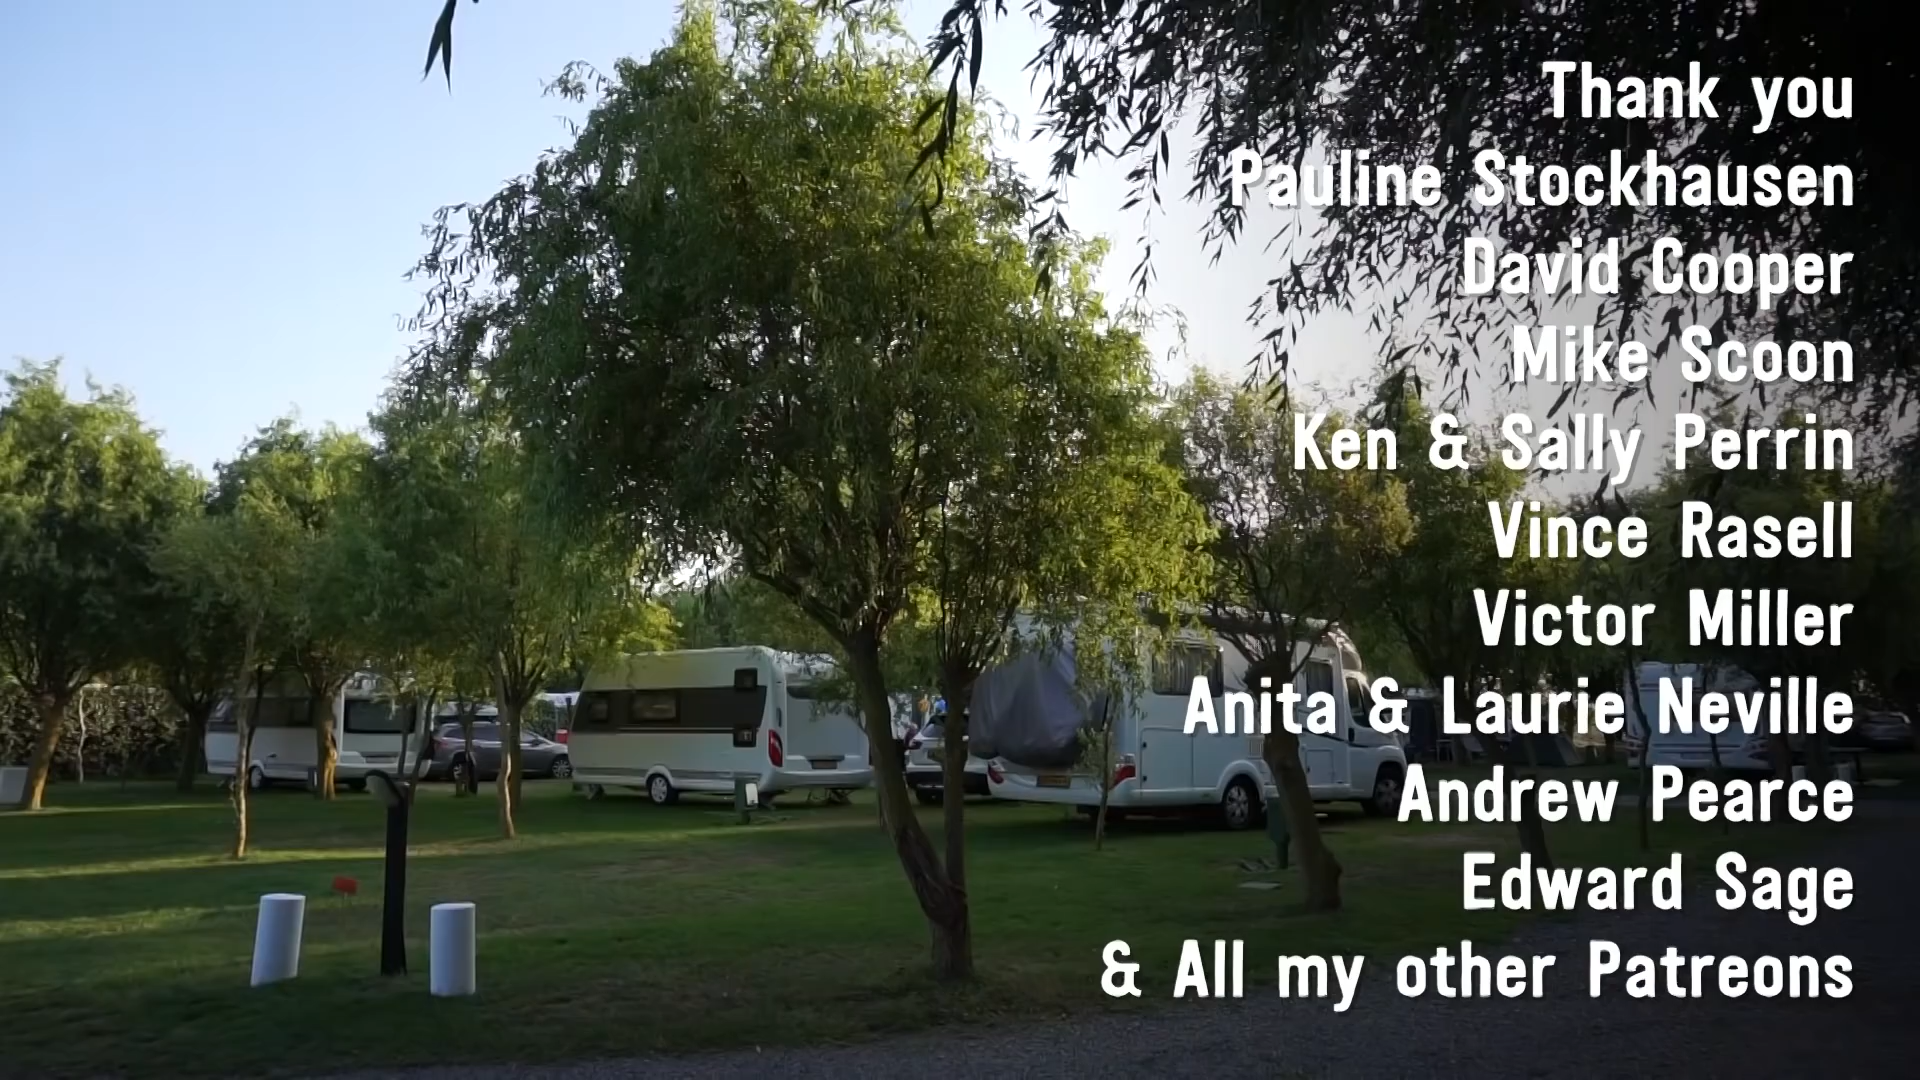 Thank you
Pauline Stockhausen
David Cooper
Mike Scoon
Ken & Sally Perrin
Vince Rasell
Victor Miller
Anita & Laurie Neville
Andrew Pearce
Edward Sage
& All my other Patreons